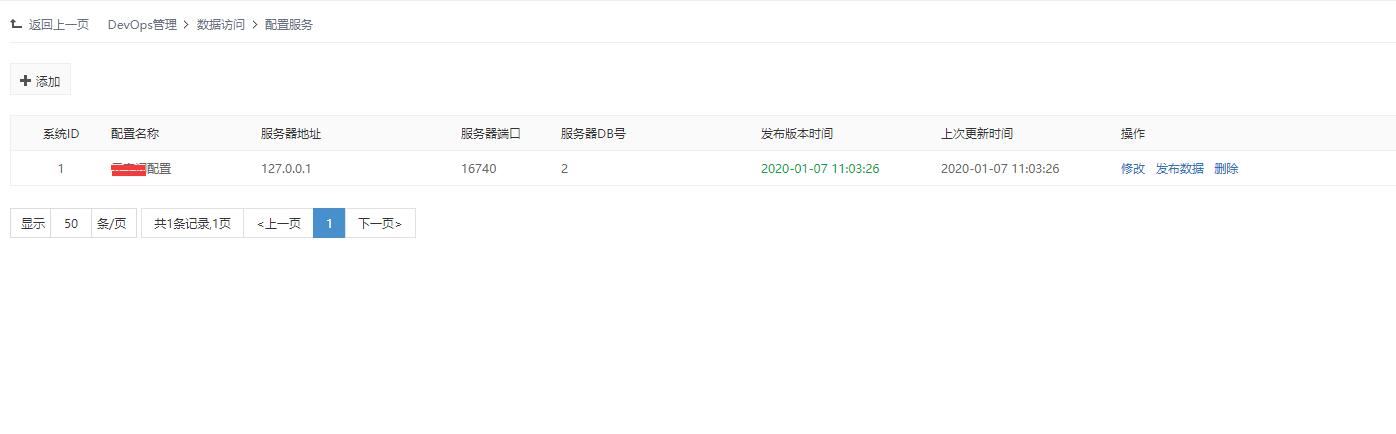 返回上一页 DevOps管理 > 数据访问 > 配置服务
添加
系统ID 配置名称 服务器地址 服务器端口 服务器DB号 发布版本时间 上次更新时间 操作
1 配置 127.0.0.1 16740 2 2020-01-07 11:03:26 2020-01-07 11:03:26 修改 发布数据 删除
显示 50 条/页 共1条记录,1页 <上一页 1 下一页>